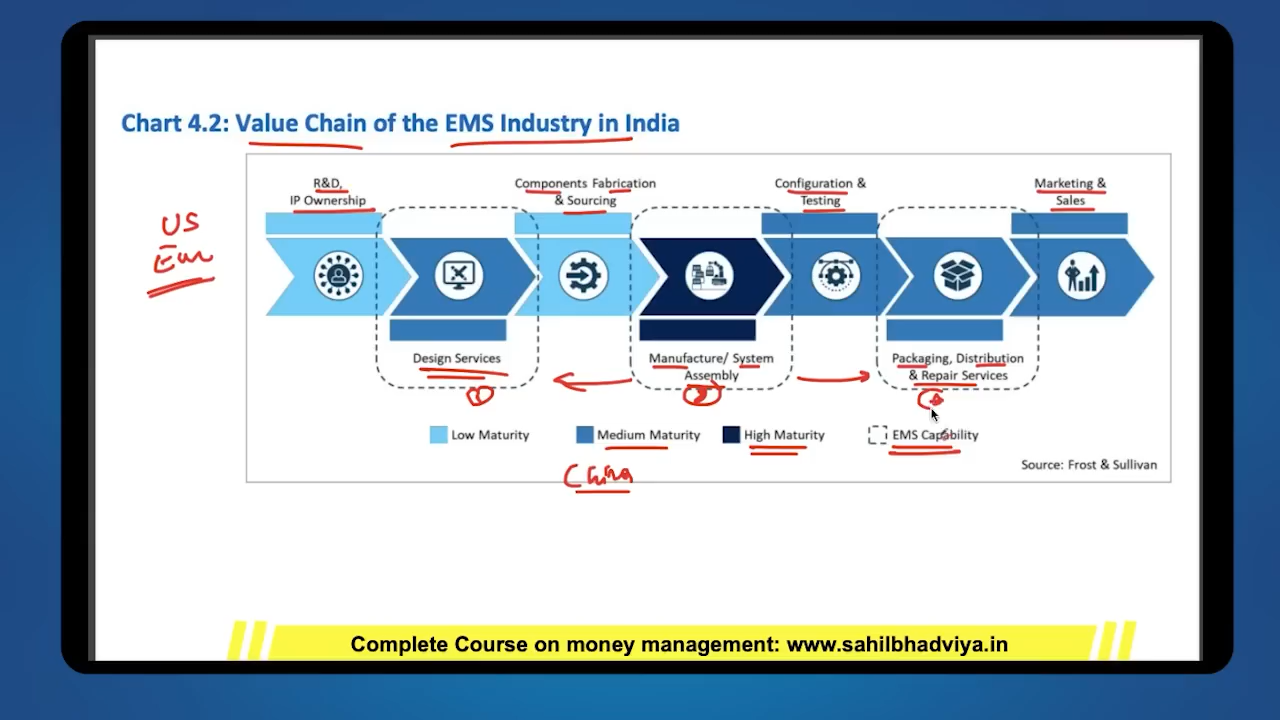 Chart 4.2: Value Chain of the EMS Industry in India
R&D,
IP Ownership
Components Fabrication
& Sourcing
Configuration &
Testing
Marketing &
Sales
US
Eur
Design Services
Manufacture/ System
Assembly
Packaging, Distribution
& Repair Services
1
2
Low Maturity
Medium Maturity
High Maturity
EMS Capability
China
Source: Frost & Sullivan
Complete Course on money management: www.sahilbhadviya.in